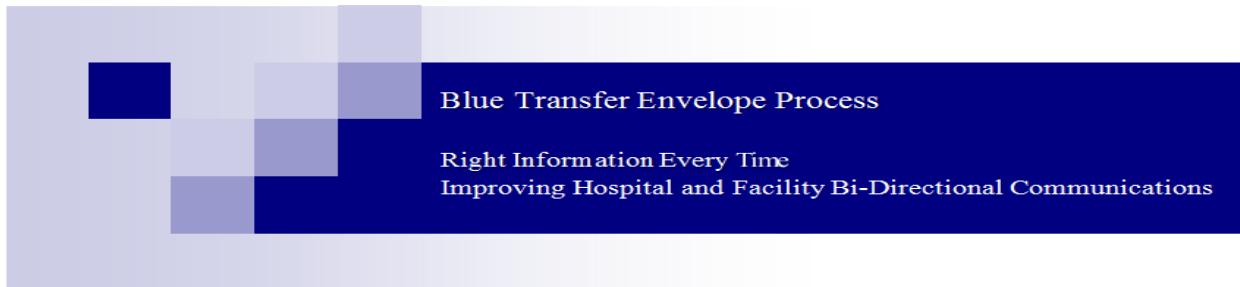 Blue Transfer Envelope Process
Right Information Every Time
Improving Hospital and Facility Bi-Directional Communications